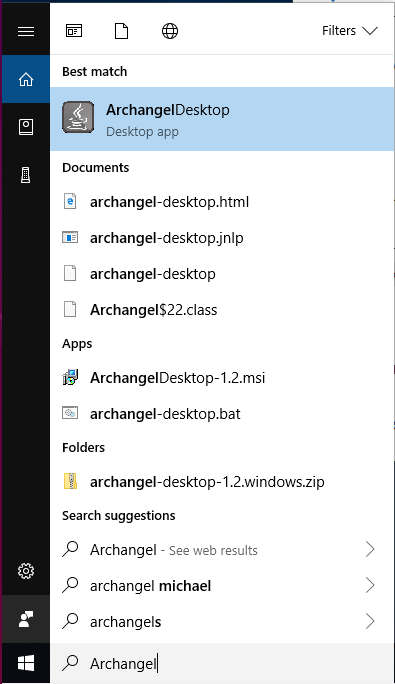 Filters
Best match
ArchangelDesktop
Desktop app
Documents
archangel-desktop.html
archangel-desktop.jnlp
archangel-desktop
Archangel$22.class
Apps
ArchangelDesktop-1.2.msi
archangel-desktop.bat
Folders
archangel-desktop-1.2.windows.zip
Search suggestions
Archangel - See web results
archangel michael
archangels
Archangel